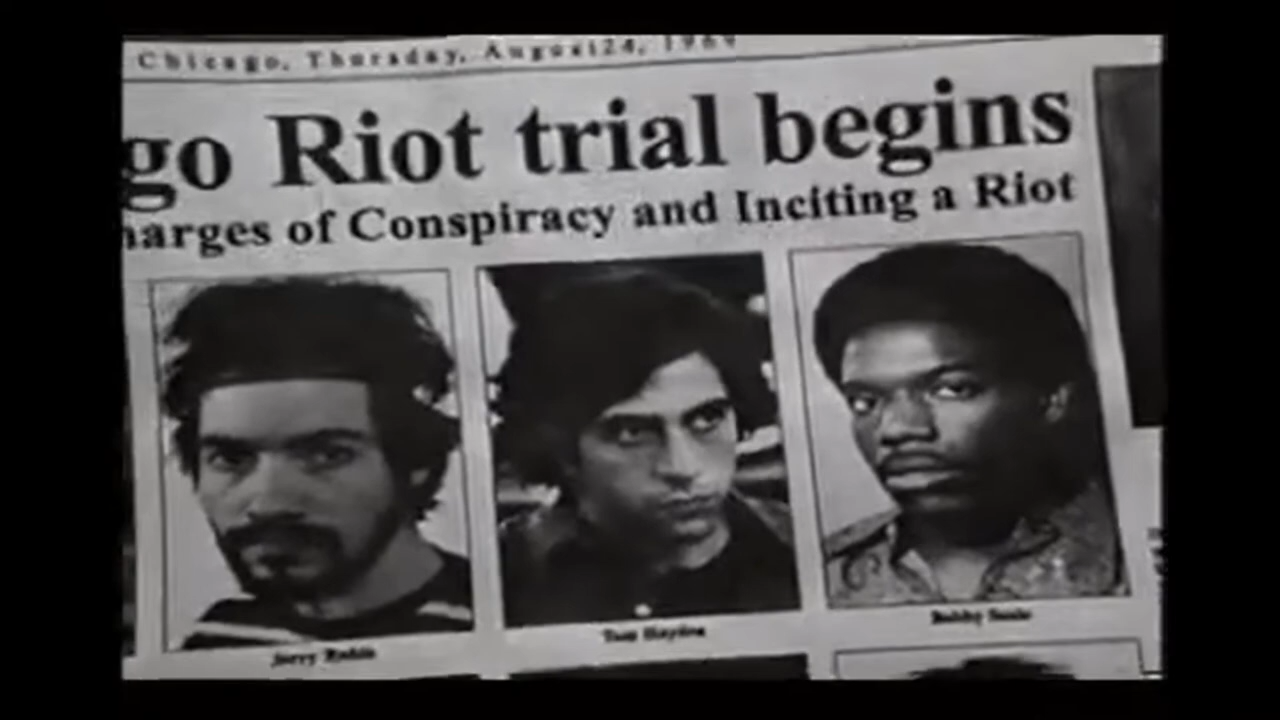 Chicago, Thursday, August 24, 1969
go Riot trial begins
harges of Conspiracy and Inciting a Riot
Jerry Rubin
Tom Hayden
Bobby Seale